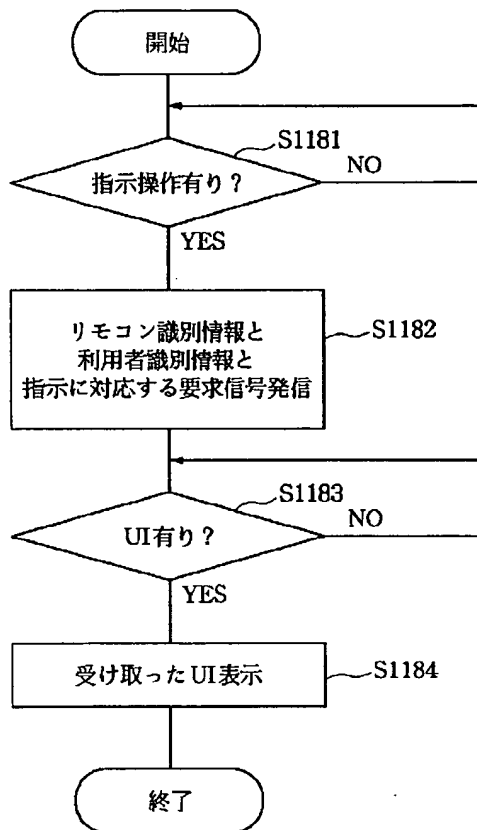 開始
S1181
指示操作有り?
NO
YES
リモコン識別情報と
利用者識別情報と
指示に対応する要求信号発信
S1182
S1183
UI有り?
NO
YES
受け取ったUI表示
S1184
終了